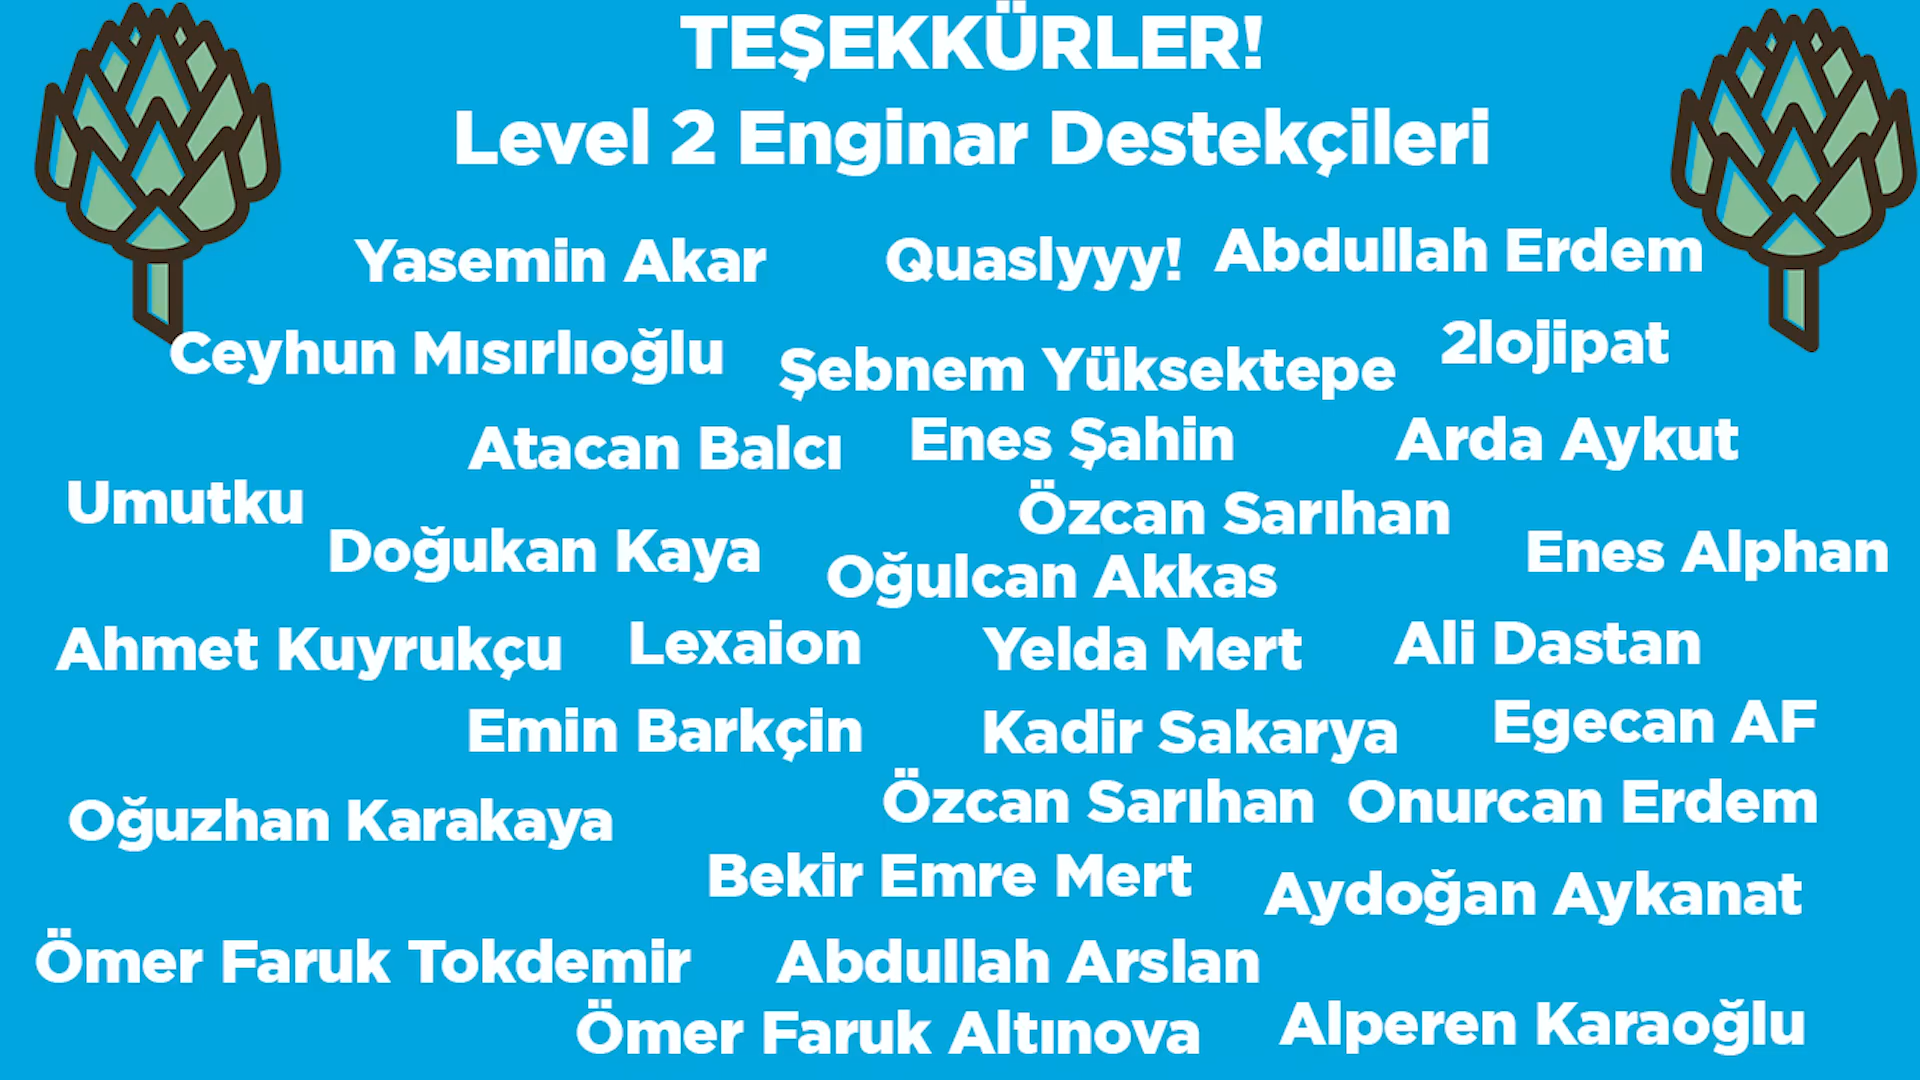 TEŞEKKÜRLER!
Level 2 Enginar Destekçileri
Yasemin Akar Quaslyyy! Abdullah Erdem
Ceyhun Mısırlıoğlu Şebnem Yüksektepe 2lojipat
Atacan Balcı Enes Şahin Arda Aykut
Umutku Özcan Sarıhan
Doğukan Kaya Oğulcan Akkas Enes Alphan
Ahmet Kuyrukçu Lexaion Yelda Mert Ali Dastan
Emin Barkçin Kadir Sakarya Egecan AF
Oğuzhan Karakaya Özcan Sarıhan Onurcan Erdem
Bekir Emre Mert Aydoğan Aykanat
Ömer Faruk Tokdemir Abdullah Arslan
Ömer Faruk Altınova Alperen Karaoğlu